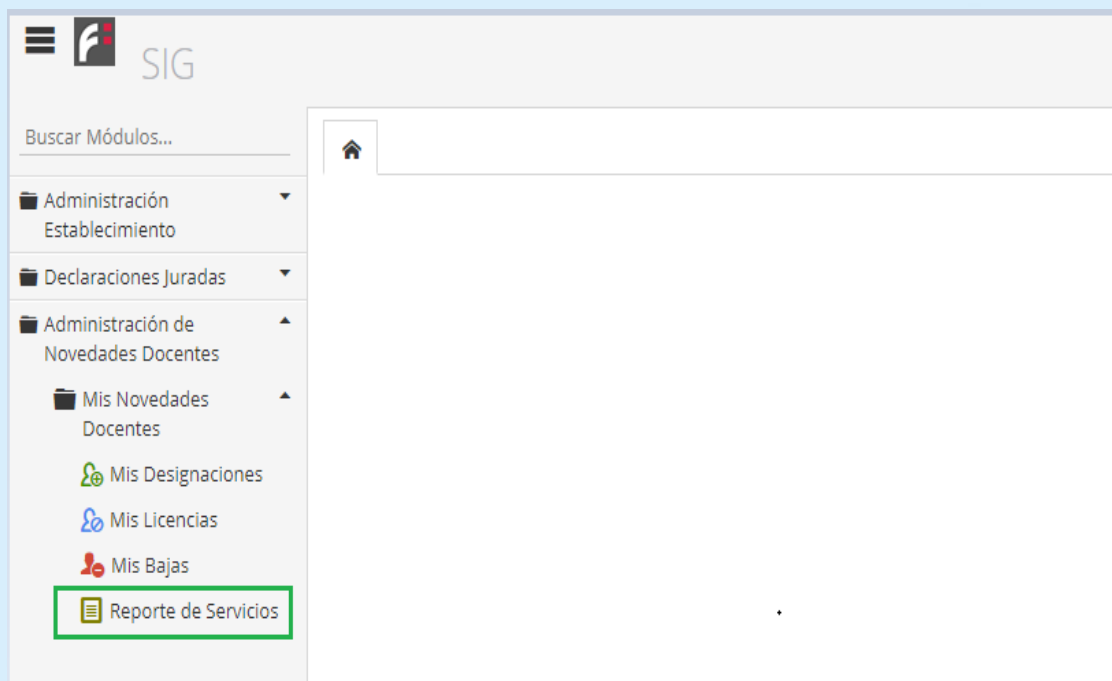 SIG
Buscar Módulos...
Administración
Establecimiento
Declaraciones Juradas
Administración de
Novedades Docentes
Mis Novedades
Docentes
Mis Designaciones
Mis Licencias
Mis Bajas
Reporte de Servicios